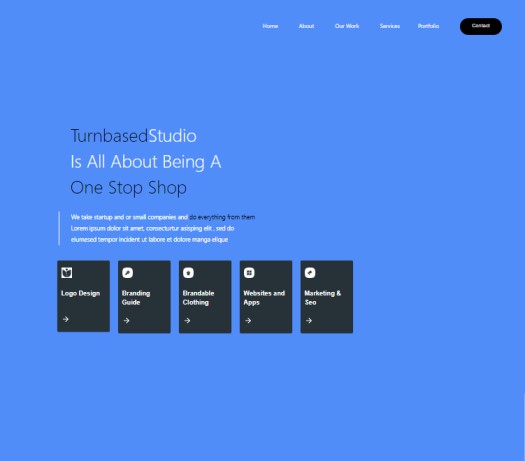 Home About Our Work Services Portfolio Contact
TurnbasedStudio
Is All About Being A
One Stop Shop
We take startup and or small companies and do everything from them
Lorem ipsum dolor sit amet, consectetur asisping elit , sed do
eiumesed tempor incident ut labore et dolore manga elique
Logo Design
Branding
Guide
Brandable
Clothing
Websites and
Apps
Marketing &
Seo